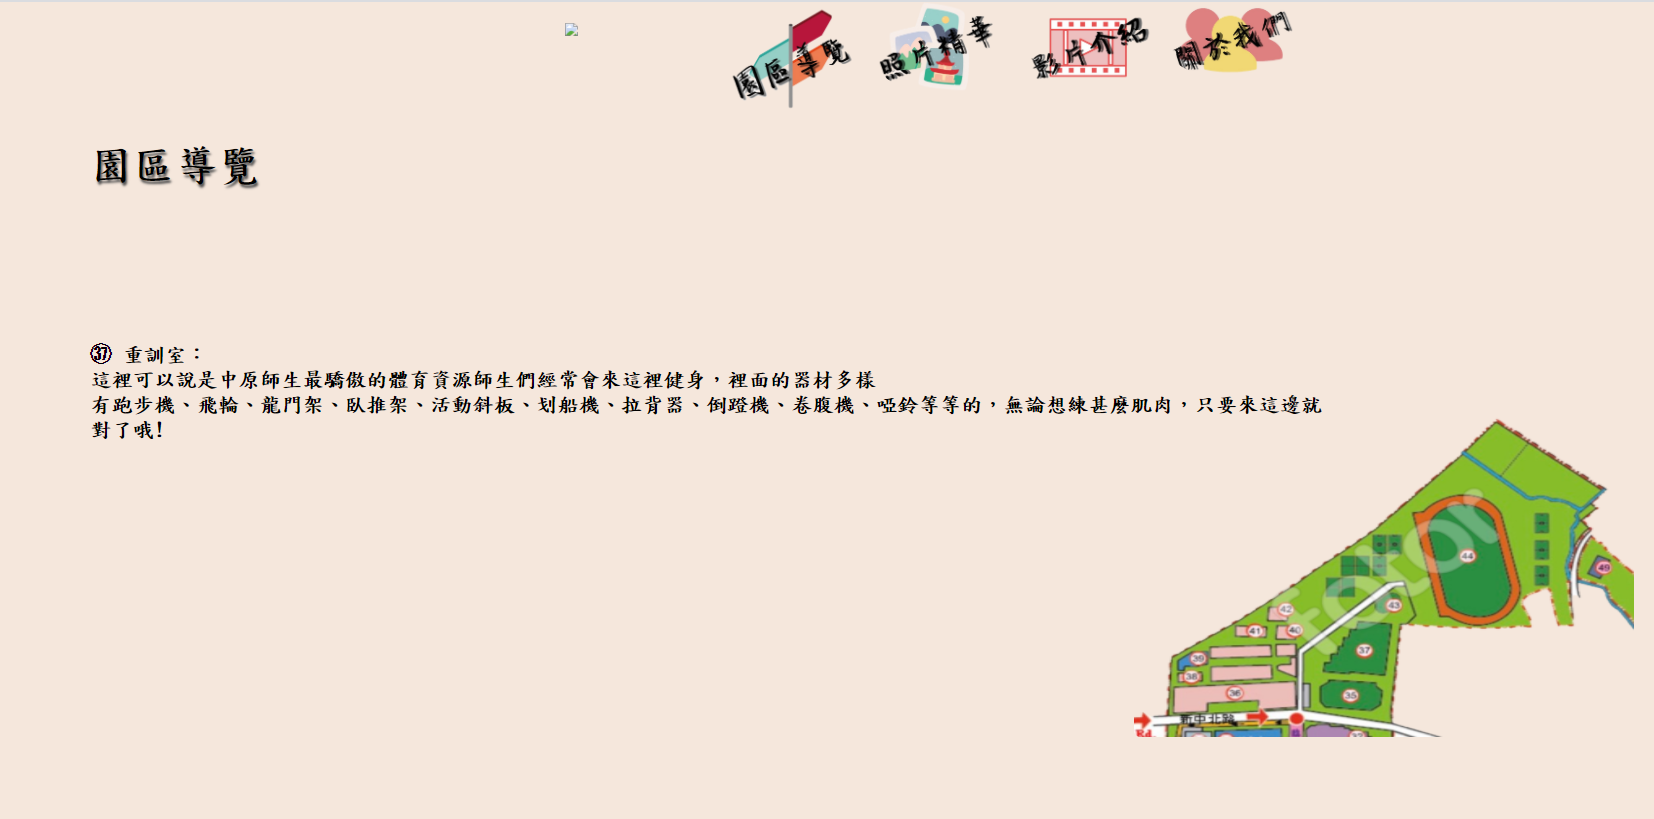 園區導覽
照片精華
影片介紹
關於我們
園區導覽
37 重訓室：
這裡可以說是中原師生最驕傲的體育資源師生們經常會來這裡健身，裡面的器材多樣
有跑步機、飛輪、龍門架、臥推架、活動斜板、划船機、拉背器、倒蹬機、卷腹機、啞鈴等等的，無論想練甚麼肌肉，只要來這邊就
對了哦!
fotor
44
49
43
42
41
40
37
39
38
36
35
新中北路
Rd